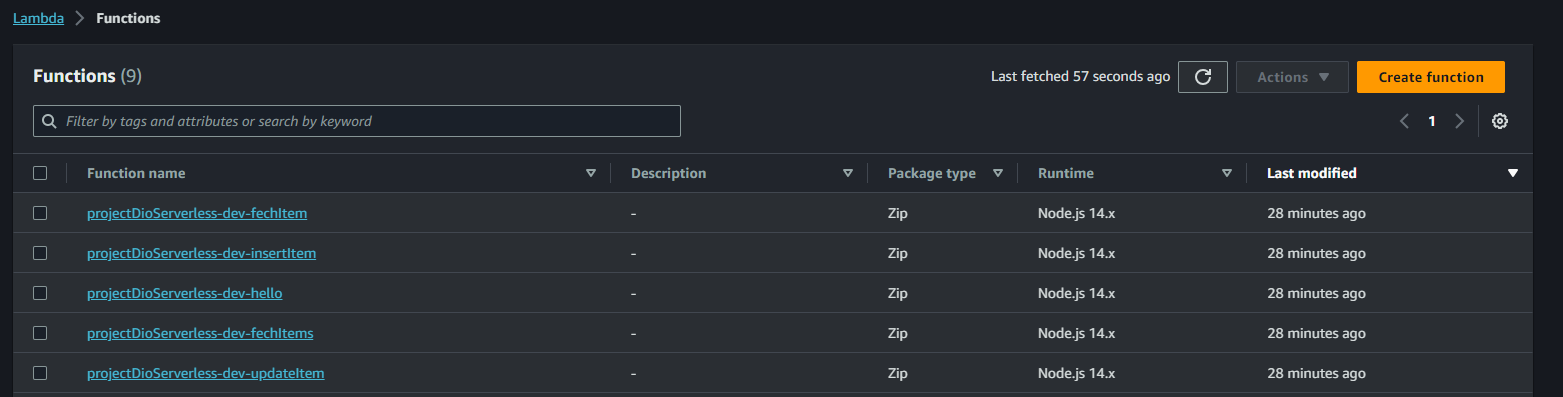 Lambda > Functions
Functions (9) Last fetched 57 seconds ago Actions Create function
Filter by tags and attributes or search by keyword 1
Function name Description Package type Runtime Last modified
projectDioServerless-dev-fechItem - Zip Node.js 14.x 28 minutes ago
projectDioServerless-dev-insertItem - Zip Node.js 14.x 28 minutes ago
projectDioServerless-dev-hello - Zip Node.js 14.x 28 minutes ago
projectDioServerless-dev-fechItems - Zip Node.js 14.x 28 minutes ago
projectDioServerless-dev-updateItem - Zip Node.js 14.x 28 minutes ago